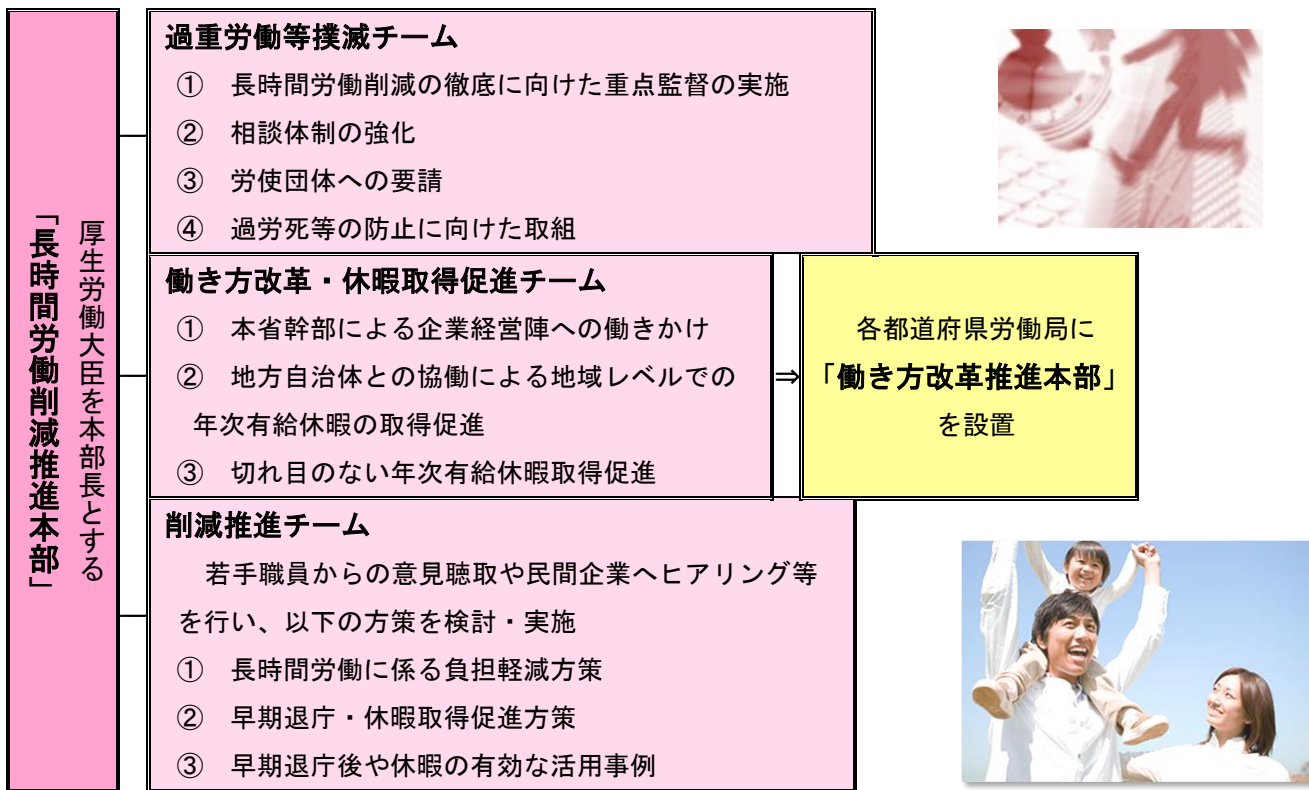 厚生労働大臣を本部長とする
「長時間労働削減推進本部」
過重労働等撲滅チーム
① 長時間労働削減の徹底に向けた重点監督の実施
② 相談体制の強化
③ 労使団体への要請
④ 過労死等の防止に向けた取組
働き方改革・休暇取得促進チーム
① 本省幹部による企業経営陣への働きかけ
② 地方自治体との協働による地域レベルでの
年次有給休暇の取得促進
③ 切れ目のない年次有給休暇取得促進
⇒
各都道府県労働局に
「働き方改革推進本部」
を設置
削減推進チーム
若手職員からの意見聴取や民間企業へヒアリング等
を行い、以下の方策を検討・実施
① 長時間労働に係る負担軽減方策
② 早期退庁・休暇取得促進方策
③ 早期退庁後や休暇の有効な活用事例